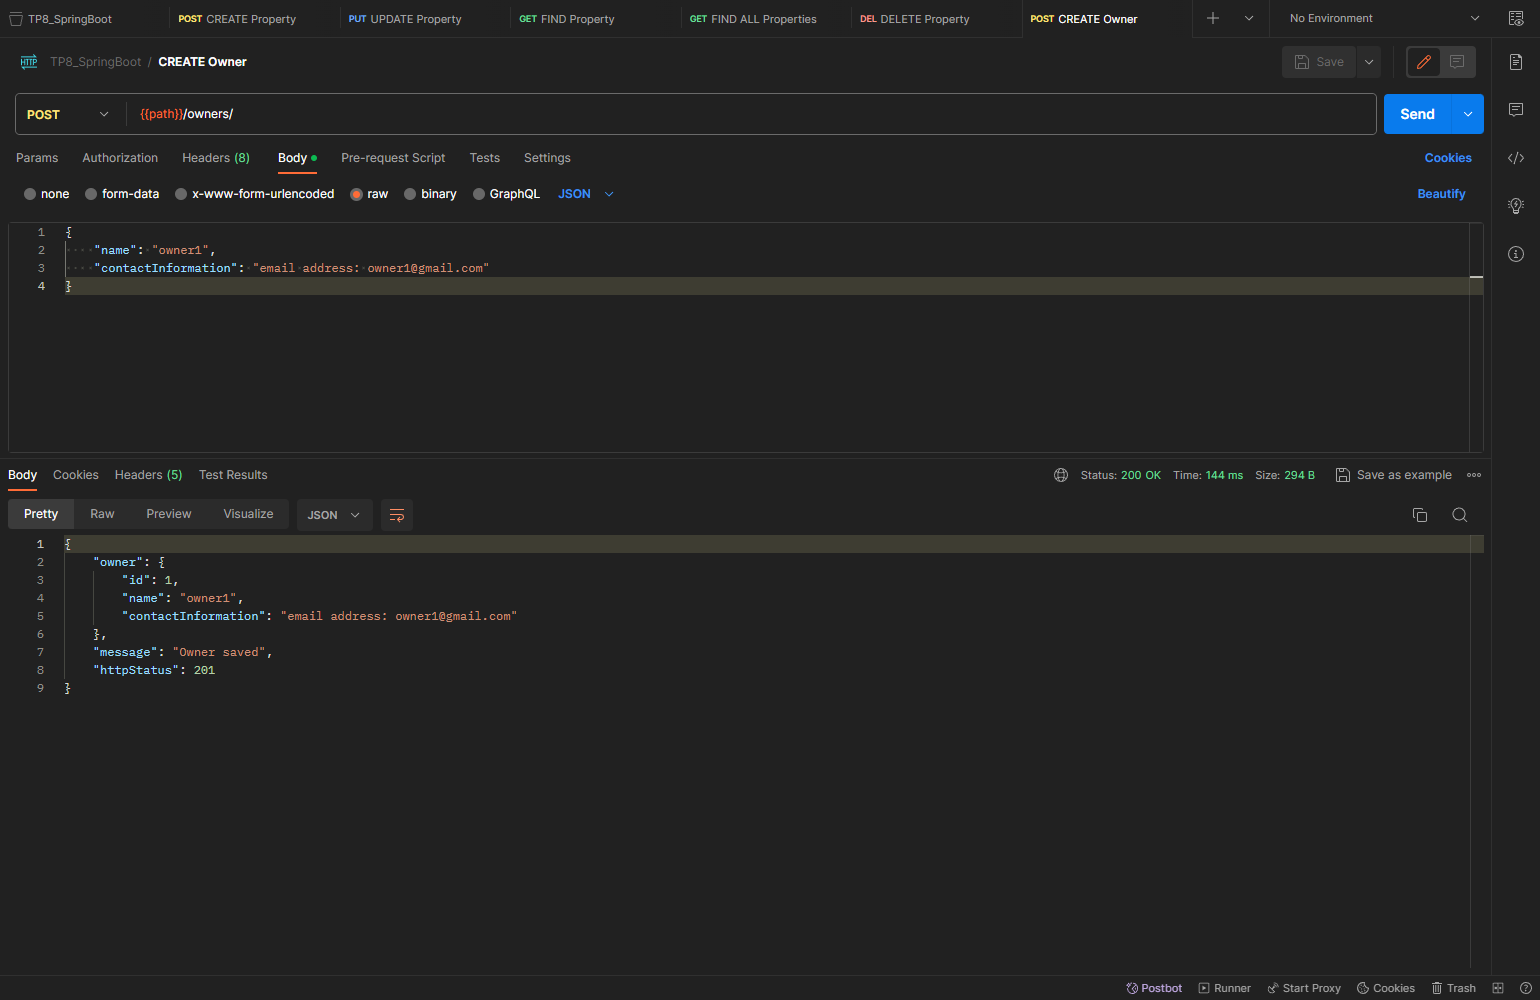 TP8_SpringBoot POST CREATE Property PUT UPDATE Property GET FIND Property GET FIND ALL Properties DEL DELETE Property POST CREATE Owner No Environment
HTTP TP8_SpringBoot / CREATE Owner Save
POST {{path}}/owners/ Send
Params Authorization Headers (8) Body Pre-request Script Tests Settings Cookies
none form-data x-www-form-urlencoded raw binary GraphQL JSON Beautify
1 {
2 "name": "owner1",
3 "contactInformation": "email address: owner1@gmail.com"
4 }
Body Cookies Headers (5) Test Results Status: 200 OK Time: 144 ms Size: 294 B Save as example
Pretty Raw Preview Visualize JSON
1 {
2 "owner": {
3 "id": 1,
4 "name": "owner1",
5 "contactInformation": "email address: owner1@gmail.com"
6 },
7 "message": "Owner saved",
8 "httpStatus": 201
9 }
Postbot Runner Start Proxy Cookies Trash